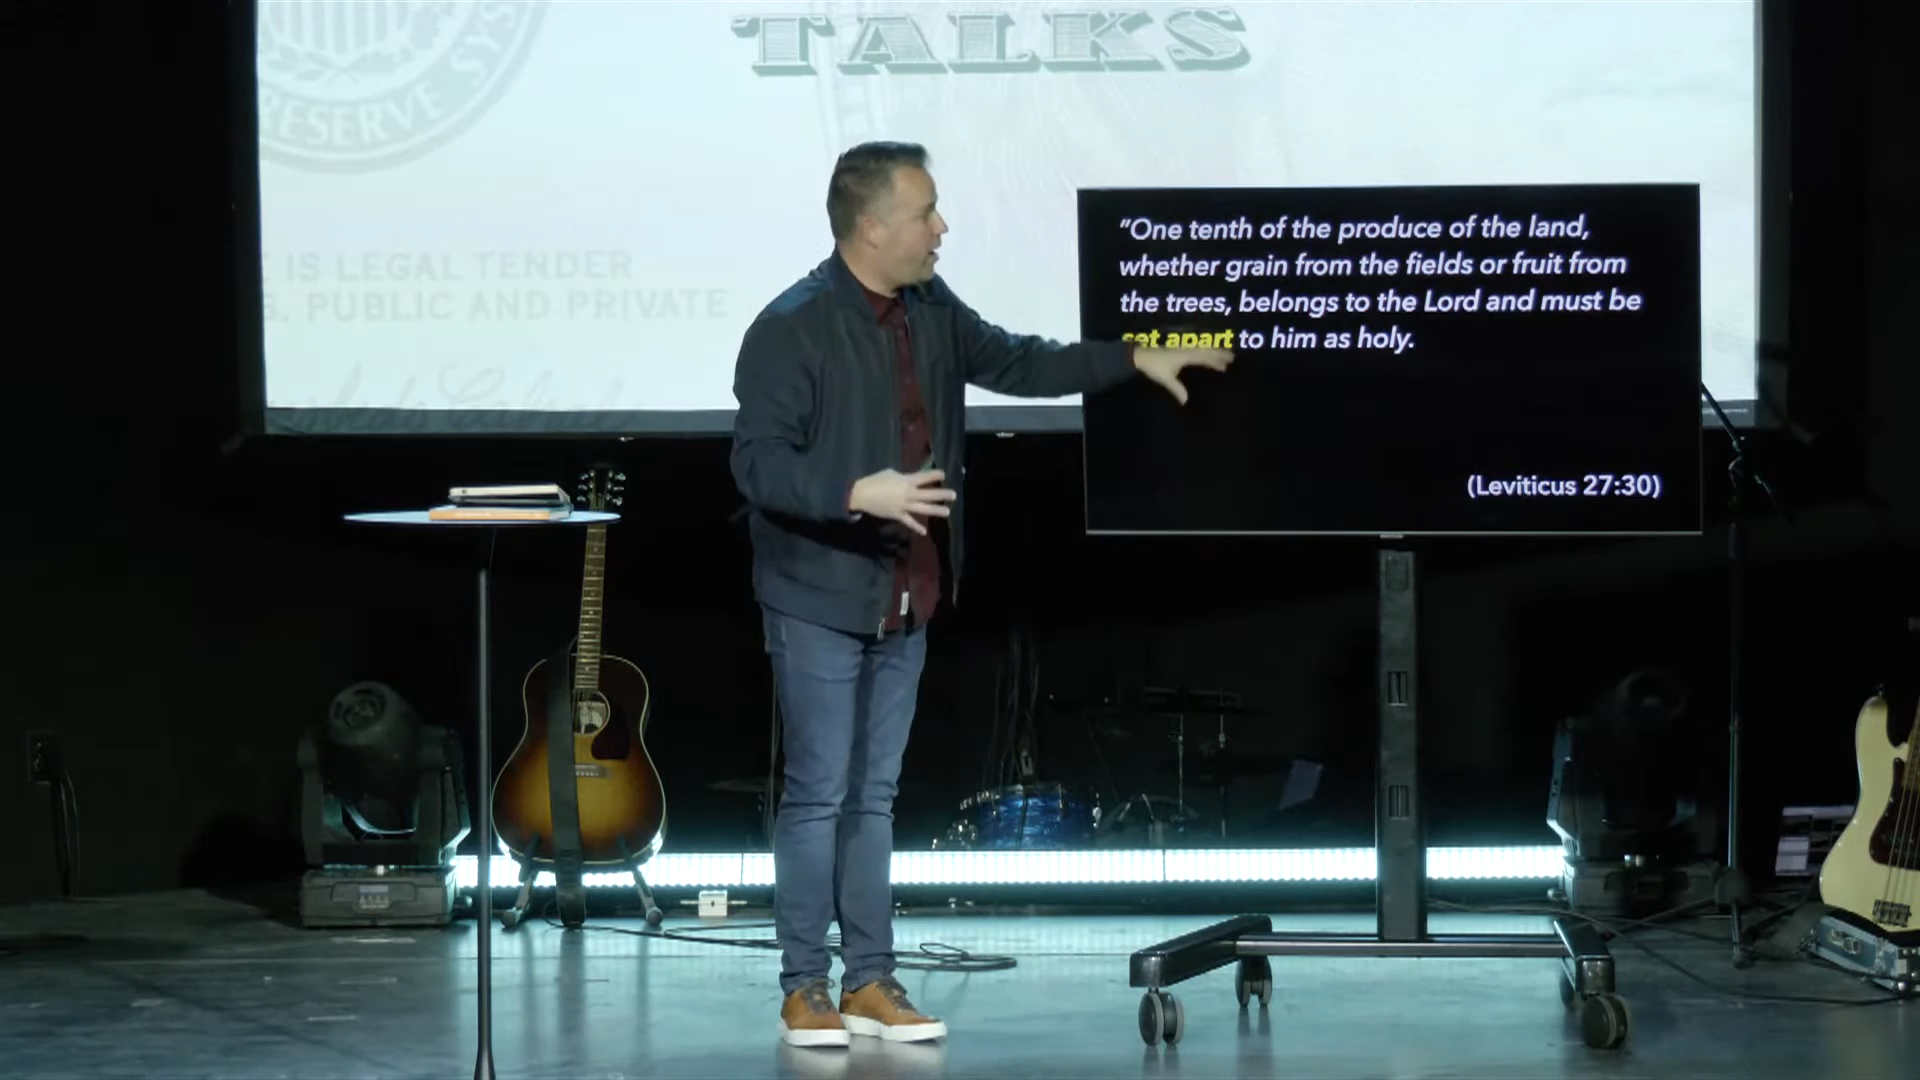 TALKS
RESERVE SYS
IS LEGAL TENDER
PUBLIC AND PRIVATE
"One tenth of the produce of the land,
whether grain from the fields or fruit from
the trees, belongs to the Lord and must be
set apart to him as holy.
(Leviticus 27:30)